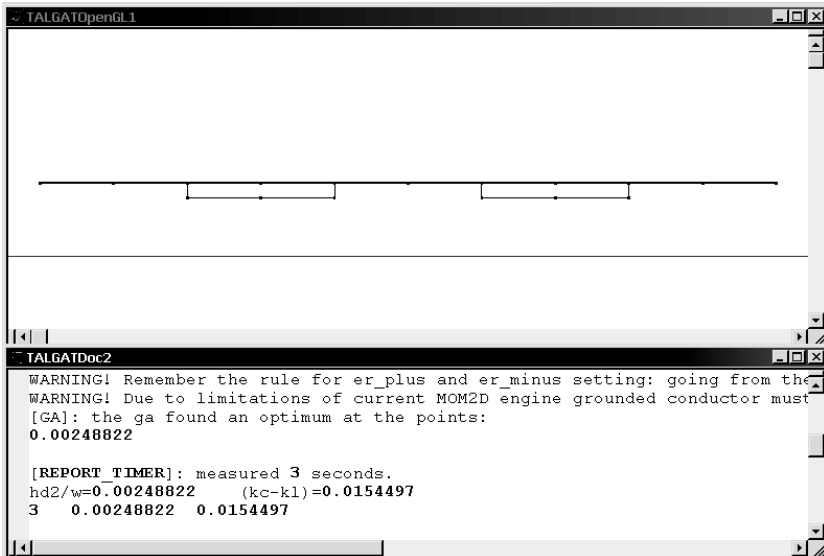 TALGATOpenGL1
TALGATDoc2
WARNING! Remember the rule for er_plus and er_minus setting: going from the
WARNING! Due to limitations of current MOM2D engine grounded conductor must
[GA]: the ga found an optimum at the points:
0.00248822
[REPORT_TIMER]: measured 3 seconds.
hd2/w=0.00248822 (kc-kl)=0.0154497
3 0.00248822 0.0154497